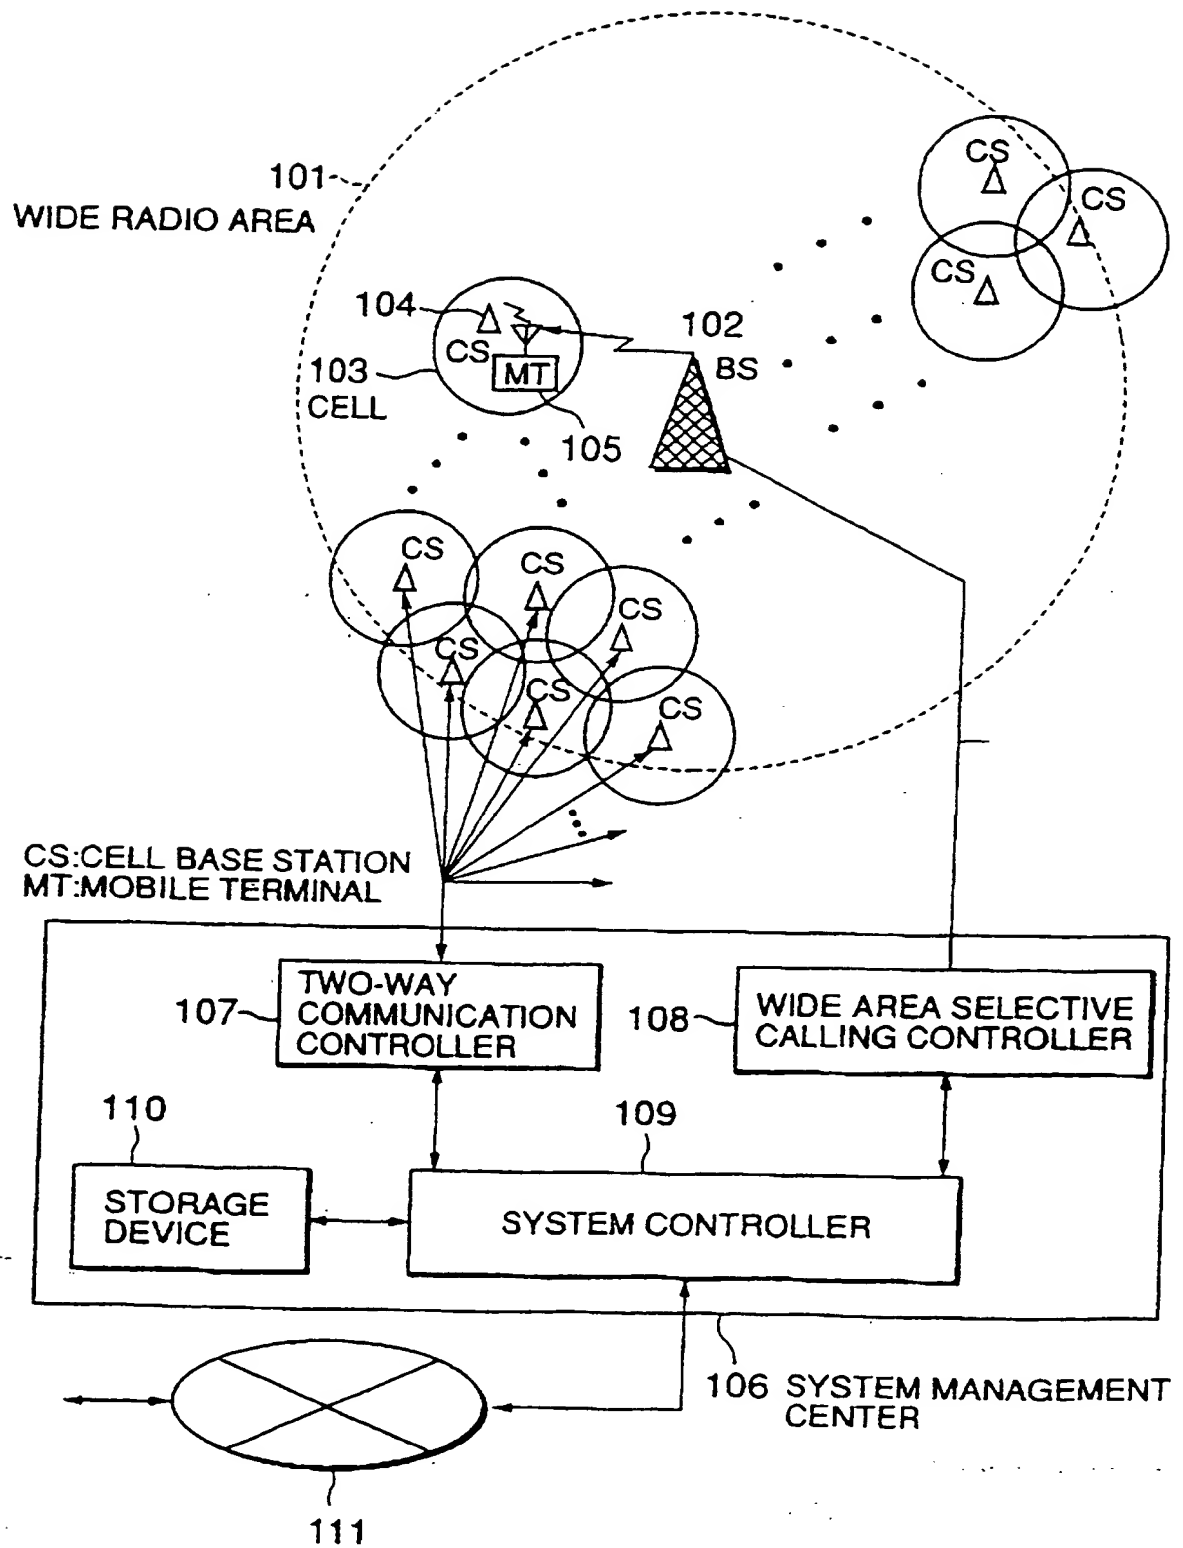 CS
101
CS
WIDE RADIO AREA
CS
104
102
CS
BS
103
MT
CELL
105
CS
CS
CS
CS
CS
CS
CS:CELL BASE STATION
MT:MOBILE TERMINAL
TWO-WAY
COMMUNICATION
CONTROLLER
107
WIDE AREA SELECTIVE
CALLING CONTROLLER
108
110
109
STORAGE
DEVICE
SYSTEM CONTROLLER
106 SYSTEM MANAGEMENT
CENTER
111